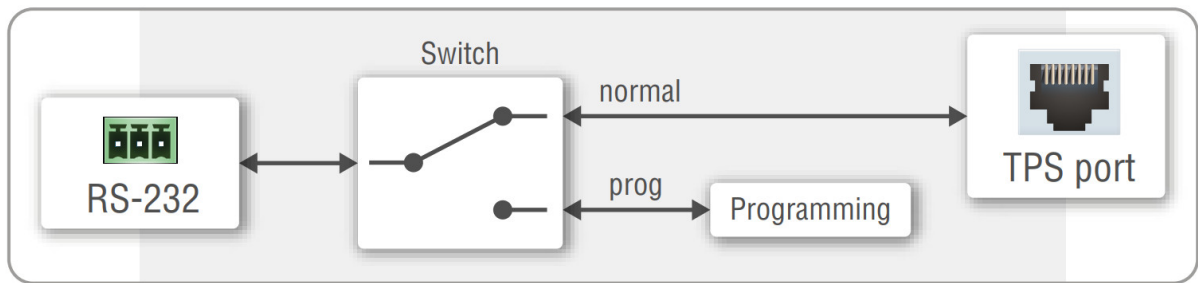 Switch
normal
RS-232
TPS port
prog
Programming